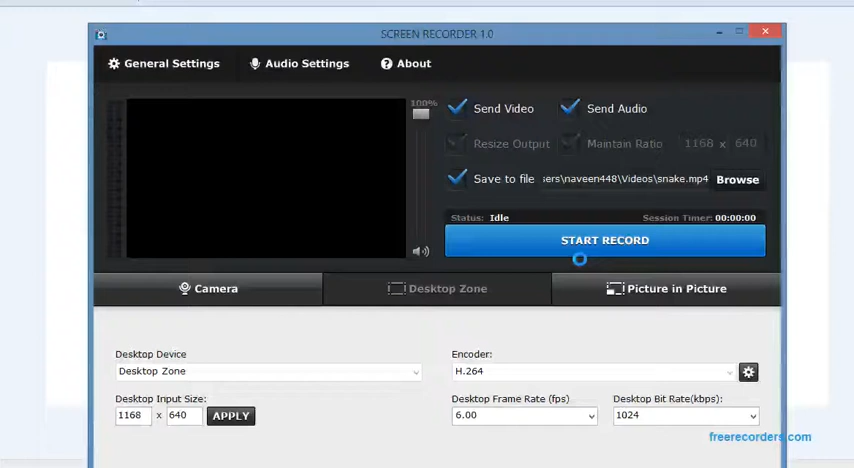 SCREEN RECORDER 1.0
General Settings Audio Settings About
100%
Send Video Send Audio
Resize Output Maintain Ratio 1168 x 640
Save to file ers\naveen448\Videos\snake.mp4 Browse
Status: Idle Session Timer: 00:00:00
START RECORD
Camera Desktop Zone Picture in Picture
Desktop Device Encoder:
Desktop Zone H.264
Desktop Input Size: Desktop Frame Rate (fps) Desktop Bit Rate(kbps):
1168 x 640 APPLY 6.00 1024
freerecorders.com